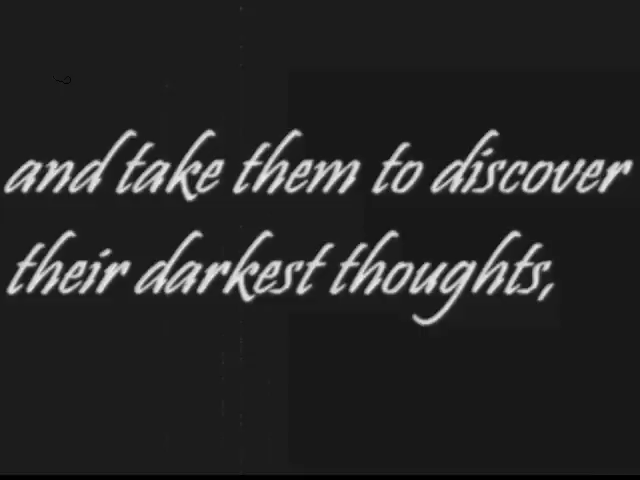 and take them to discover
their darkest thoughts,